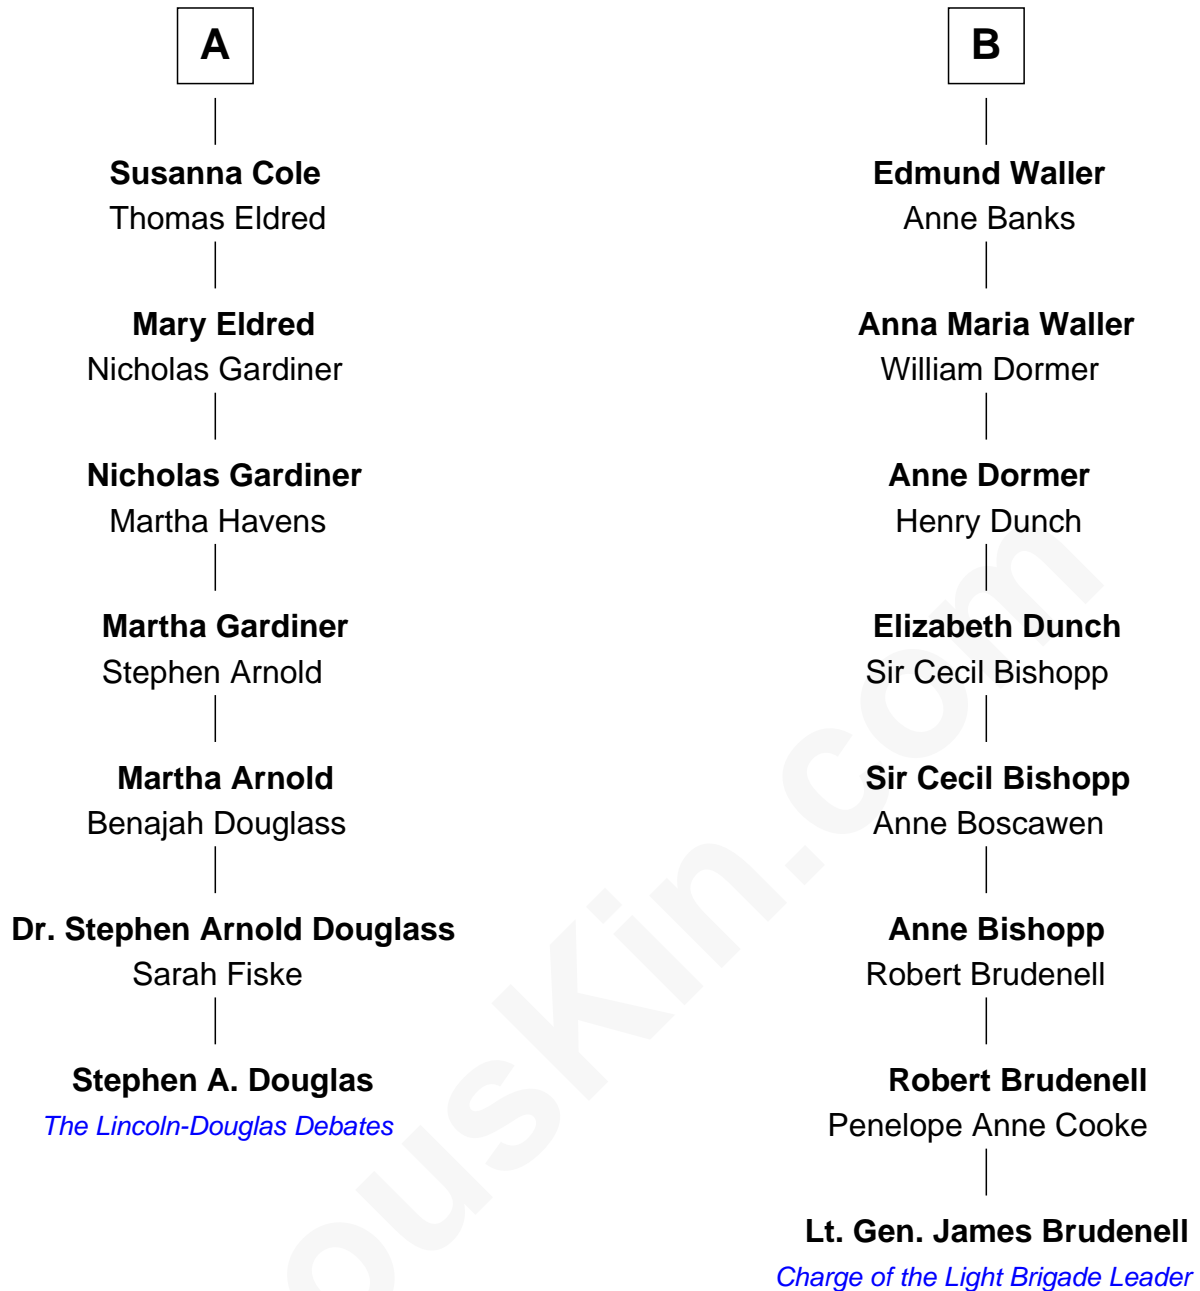 A
Susanna Cole
Thomas Eldred
Mary Eldred
Nicholas Gardiner
Nicholas Gardiner
Martha Havens
Martha Gardiner
Stephen Arnold
Martha Arnold
Benajah Douglass
Dr. Stephen Arnold Douglass
Sarah Fiske
Stephen A. Douglas
The Lincoln-Douglas Debates
B
Edmund Waller
Anne Banks
Anna Maria Waller
William Dormer
Anne Dormer
Henry Dunch
Elizabeth Dunch
Sir Cecil Bishopp
Sir Cecil Bishopp
Anne Boscawen
Anne Bishopp
Robert Brudenell
Robert Brudenell
Penelope Anne Cooke
Lt. Gen. James Brudenell
Charge of the Light Brigade Leader
ousKin.com